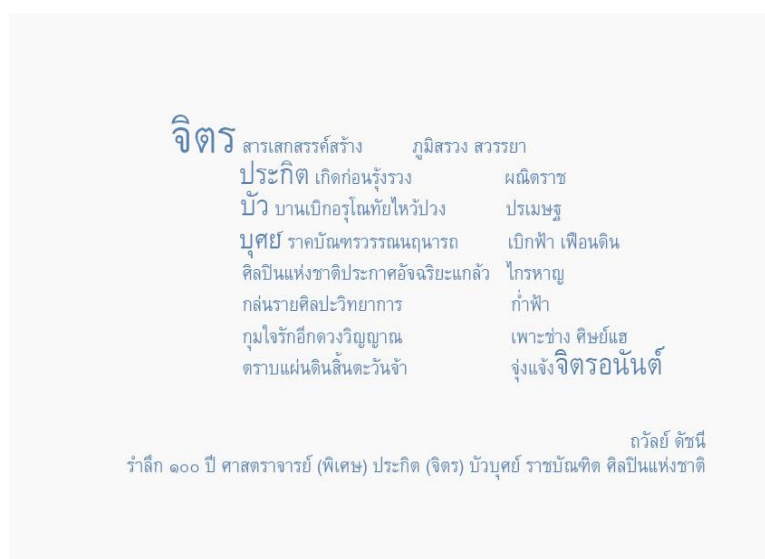 จิตร สารเสกสรรค์สร้าง ภูมิสรวง สวรรยา
ประกิต เกิดก่อนรุ้งรวง ผณิตราช
บัว บานเบิกอรุโณทัยไหว้ปวง ปรเมษฐ
บุศย์ ราคบัณฑรวรรณนฤนารถ เบิกฟ้า เฟือนดิน
ศิลปินแห่งชาติประกาศอัจฉริยะแกล้ว ไกรหาญ
กล่นรายศิลปะวิทยาการ ก่ำฟ้า
กุมใจรักอีกดวงวิญญาณ เพาะช่าง ศิษย์แฮ
ตราบแผ่นดินสิ้นตะวันจ้า จุ่งแจ้งจิตรอนันต์
ถวัลย์ ดัชนี
รำลึก ๑๐๐ ปี ศาสตราจารย์ (พิเศษ) ประกิต (จิตร) บัวบุศย์ ราชบัณฑิต ศิลปินแห่งชาติ